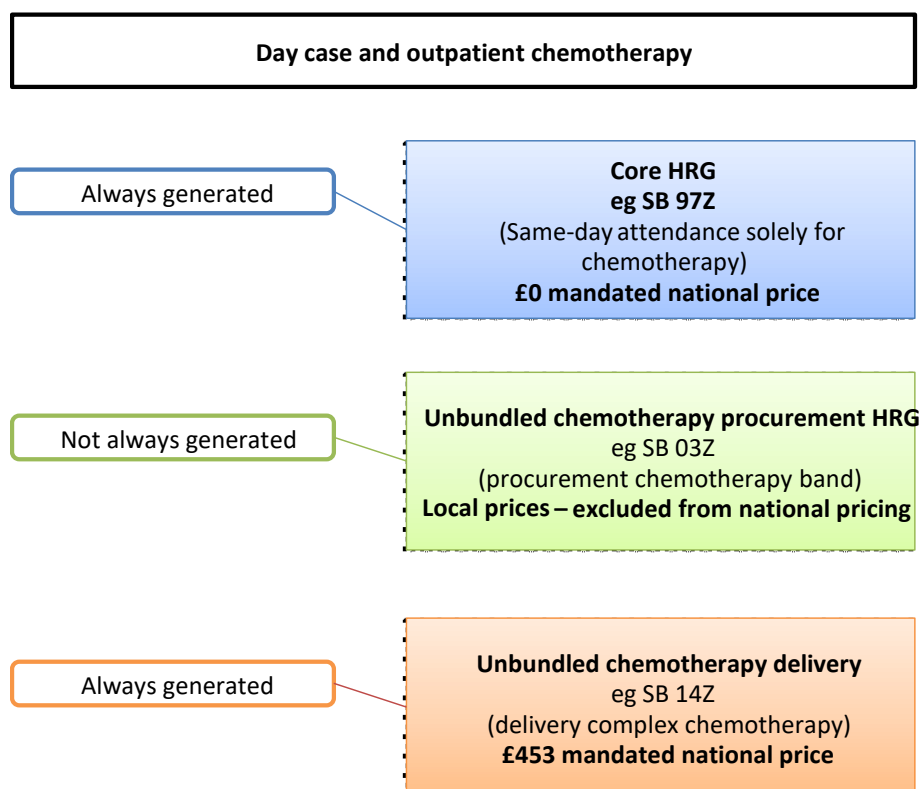 Day case and outpatient chemotherapy
Always generated
Core HRG
eg SB 97Z
(Same-day attendance solely for
chemotherapy)
£0 mandated national price
Not always generated
Unbundled chemotherapy procurement HRG
eg SB 03Z
(procurement chemotherapy band)
Local prices – excluded from national pricing
Always generated
Unbundled chemotherapy delivery
eg SB 14Z
(delivery complex chemotherapy)
£453 mandated national price